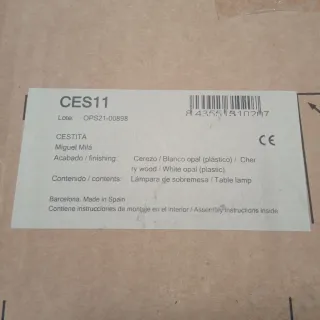 CES11
Lote: OPS21-00898
CESTITA
Miguel Milá
Acabado / finishing: Cerezo / Blanco opal (plástico) / Cher
ry wood / White opal (plastic)
Contenido / contents: Lámpara de sobremesa / Table lamp
Barcelona. Made in Spain
Contiene instrucciones de montaje en el interior / Assembly instructions inside
CE